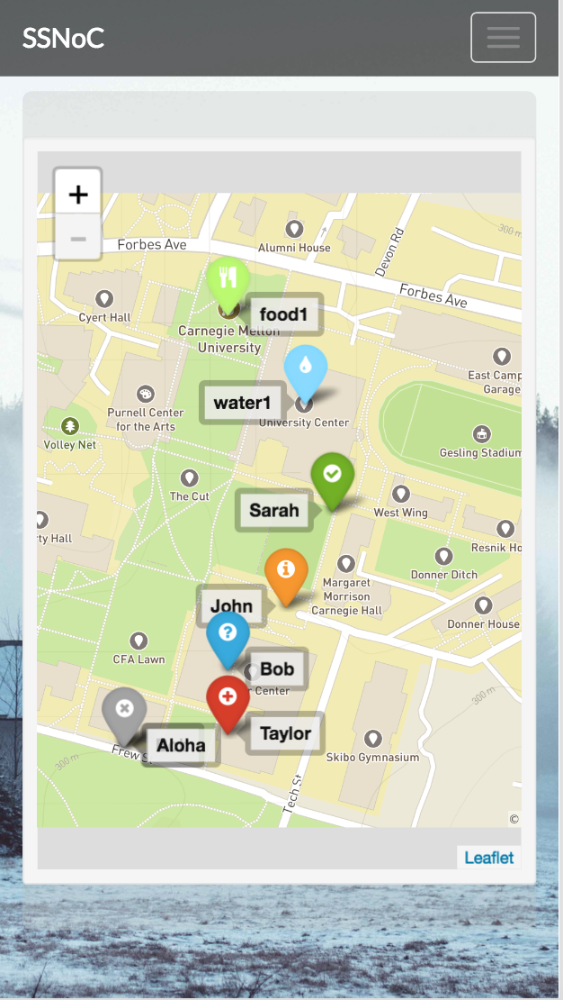 SSNoC
+
−
300 m
Forbes Ave
Alumni House
Devon Rd
Forbes Ave
Cyert Hall
food1
Carnegie Mellon
University
East Camp
Garage
water1
University Center
Purnell Center
for the Arts
Volley Net
Gesling Stadium
The Cut
West Wing
Sarah
rty Hall
Resnik Ho
Donner Ditch
Margaret
Morrison
Carnegie Hall
John
Donner House
?
CFA Lawn
Bob
r Center
300 m
Taylor
Aloha
Frew S
Skibo Gymnasium
300 m
Tech St
©
Leaflet